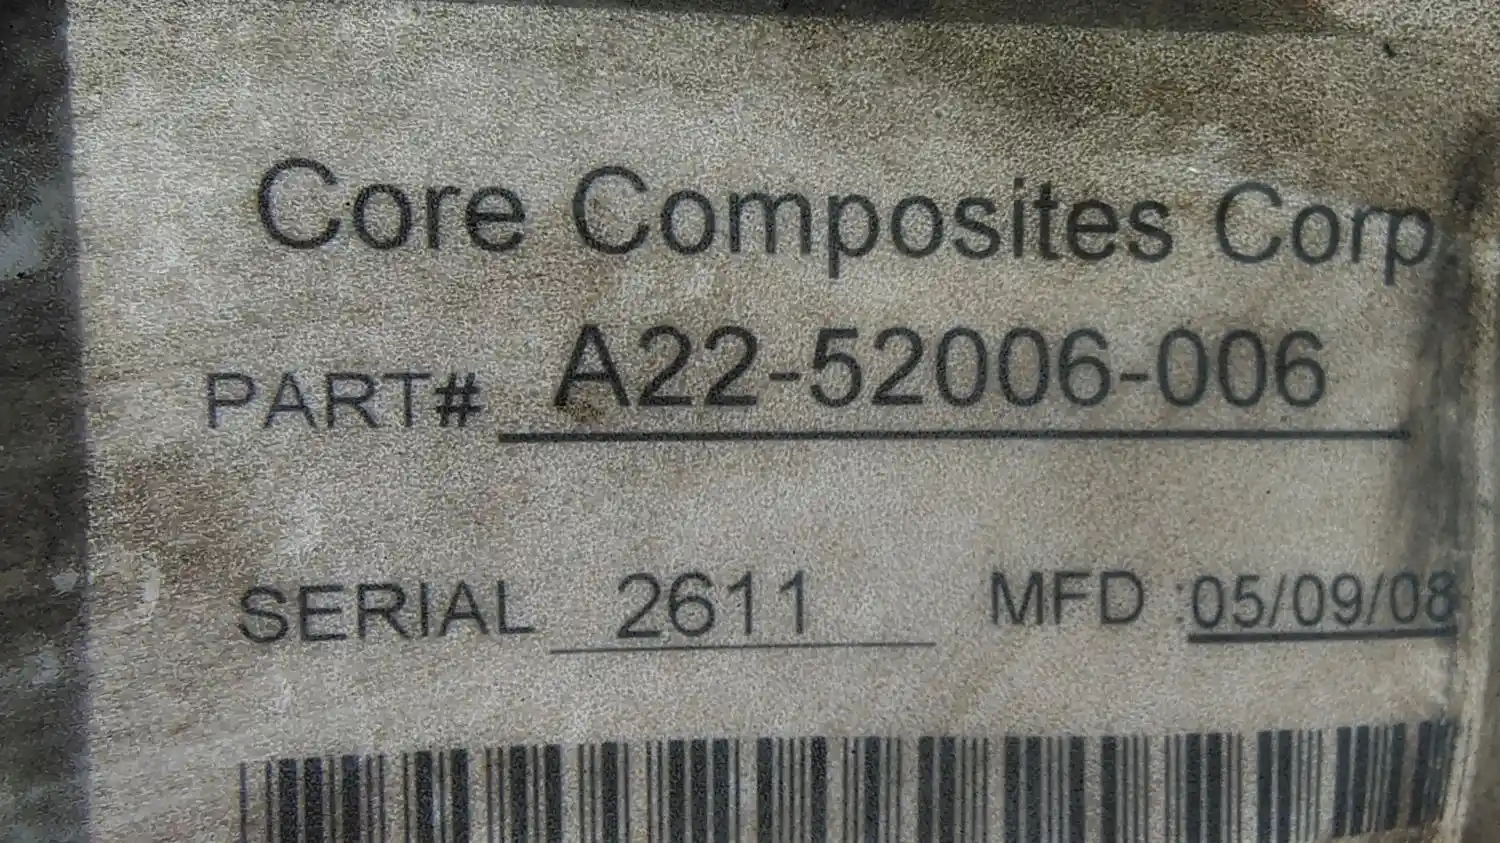 Core Composites Corp
PART# A22-52006-006
SERIAL 2611 MFD :05/09/08